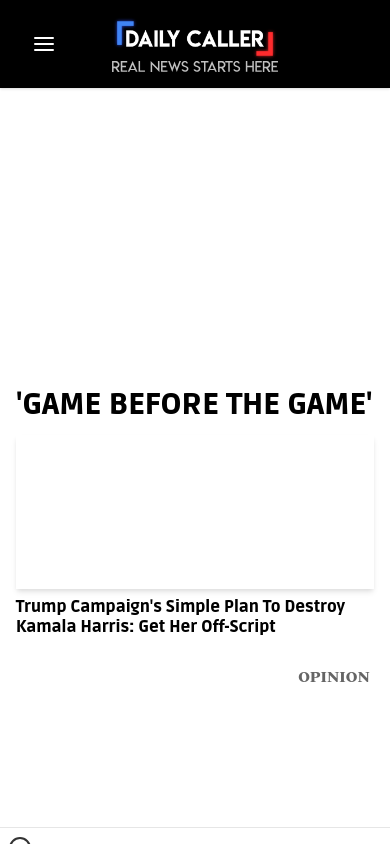 DAILY CALLER
REAL NEWS STARTS HERE
'GAME BEFORE THE GAME'
Trump Campaign's Simple Plan To Destroy
Kamala Harris: Get Her Off-Script
OPINION